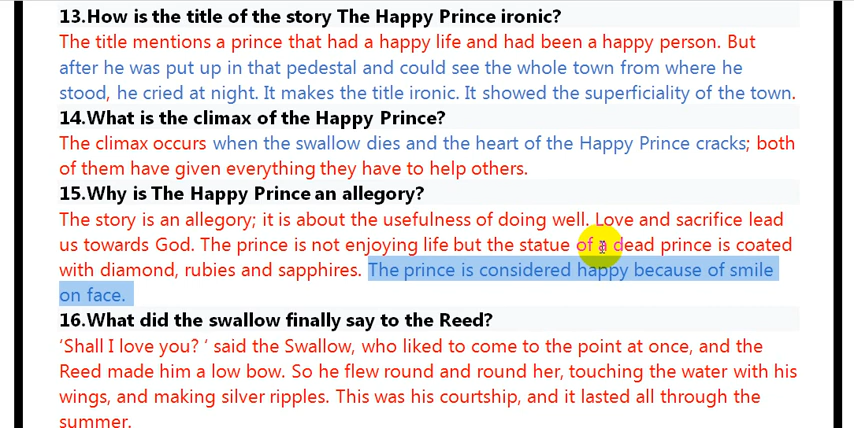 13.How is the title of the story The Happy Prince ironic?
The title mentions a prince that had a happy life and had been a happy person. But
after he was put up in that pedestal and could see the whole town from where he
stood, he cried at night. It makes the title ironic. It showed the superficiality of the town.
14.What is the climax of the Happy Prince?
The climax occurs when the swallow dies and the heart of the Happy Prince cracks; both
of them have given everything they have to help others.
15.Why is The Happy Prince an allegory?
The story is an allegory; it is about the usefulness of doing well. Love and sacrifice lead
us towards God. The prince is not enjoying life but the statue of a dead prince is coated
with diamond, rubies and sapphires. The prince is considered happy because of smile
on face.
16.What did the swallow finally say to the Reed?
‘Shall I love you? ‘ said the Swallow, who liked to come to the point at once, and the
Reed made him a low bow. So he flew round and round her, touching the water with his
wings, and making silver ripples. This was his courtship, and it lasted all through the
summer.